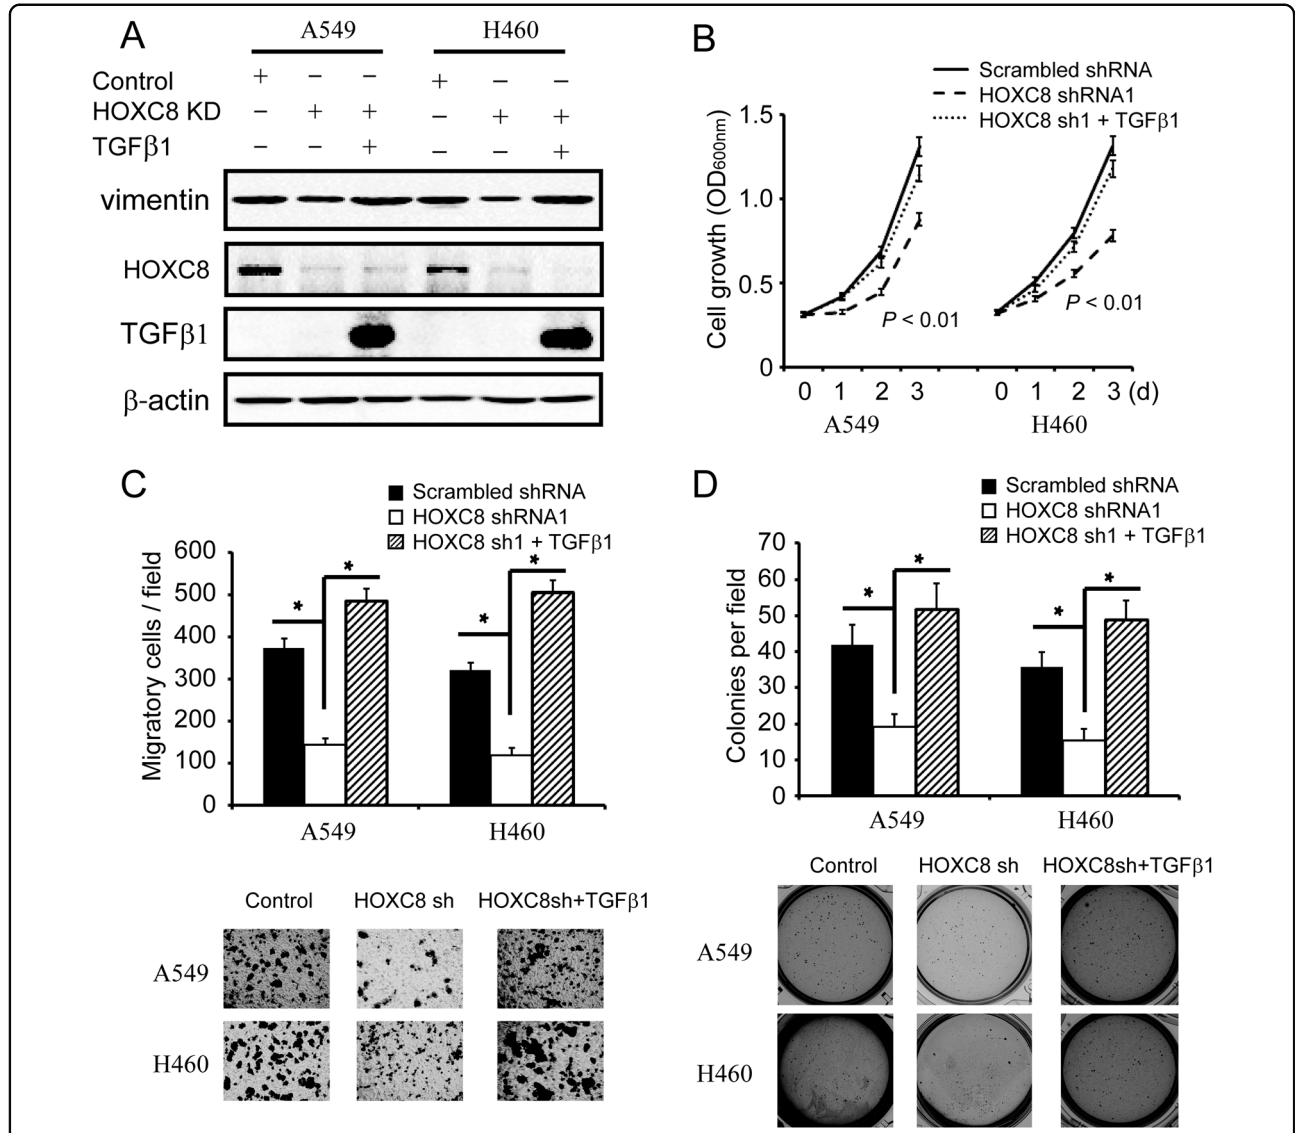 A
A549 H460
Control + − − + − −
HOXC8 KD − + + − + +
TGFβ1 − − + − − +
vimentin
HOXC8
TGFβ1
β-actin
B
Scrambled shRNA
HOXC8 shRNA1
HOXC8 sh1 + TGFβ1
Cell growth (OD600nm)
1.5
1.0
0.5
0
P < 0.01
P < 0.01
0 1 2 3 0 1 2 3 (d)
A549 H460
C
Scrambled shRNA
HOXC8 shRNA1
HOXC8 sh1 + TGFβ1
Migratory cells / field
600
500
400
300
200
100
0
* * * *
A549 H460
Control HOXC8 sh HOXC8sh+TGFβ1
A549
H460
D
Scrambled shRNA
HOXC8 shRNA1
HOXC8 sh1 + TGFβ1
Colonies per field
70
60
50
40
30
20
10
0
* * * *
A549 H460
Control HOXC8 sh HOXC8sh+TGFβ1
A549
H460